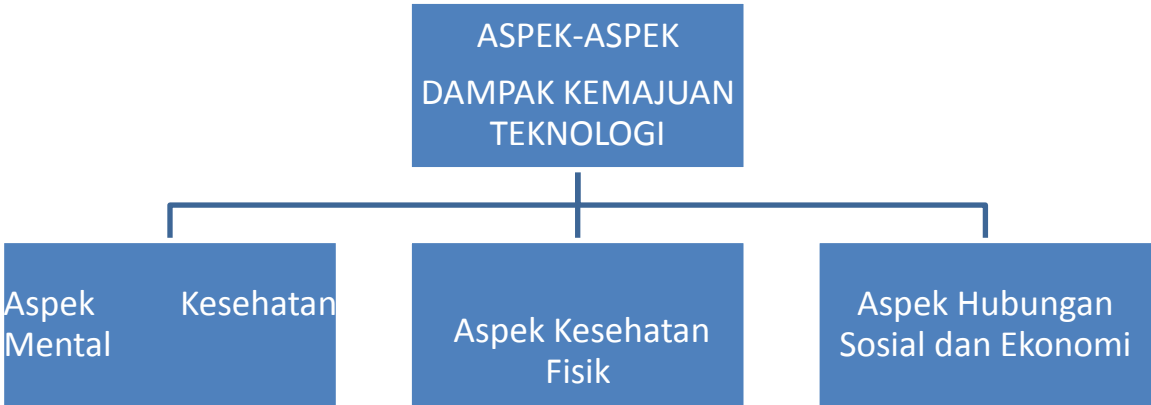 ASPEK-ASPEK
DAMPAK KEMAJUAN
TEKNOLOGI
Aspek Kesehatan
Mental
Aspek Kesehatan
Fisik
Aspek Hubungan
Sosial dan Ekonomi